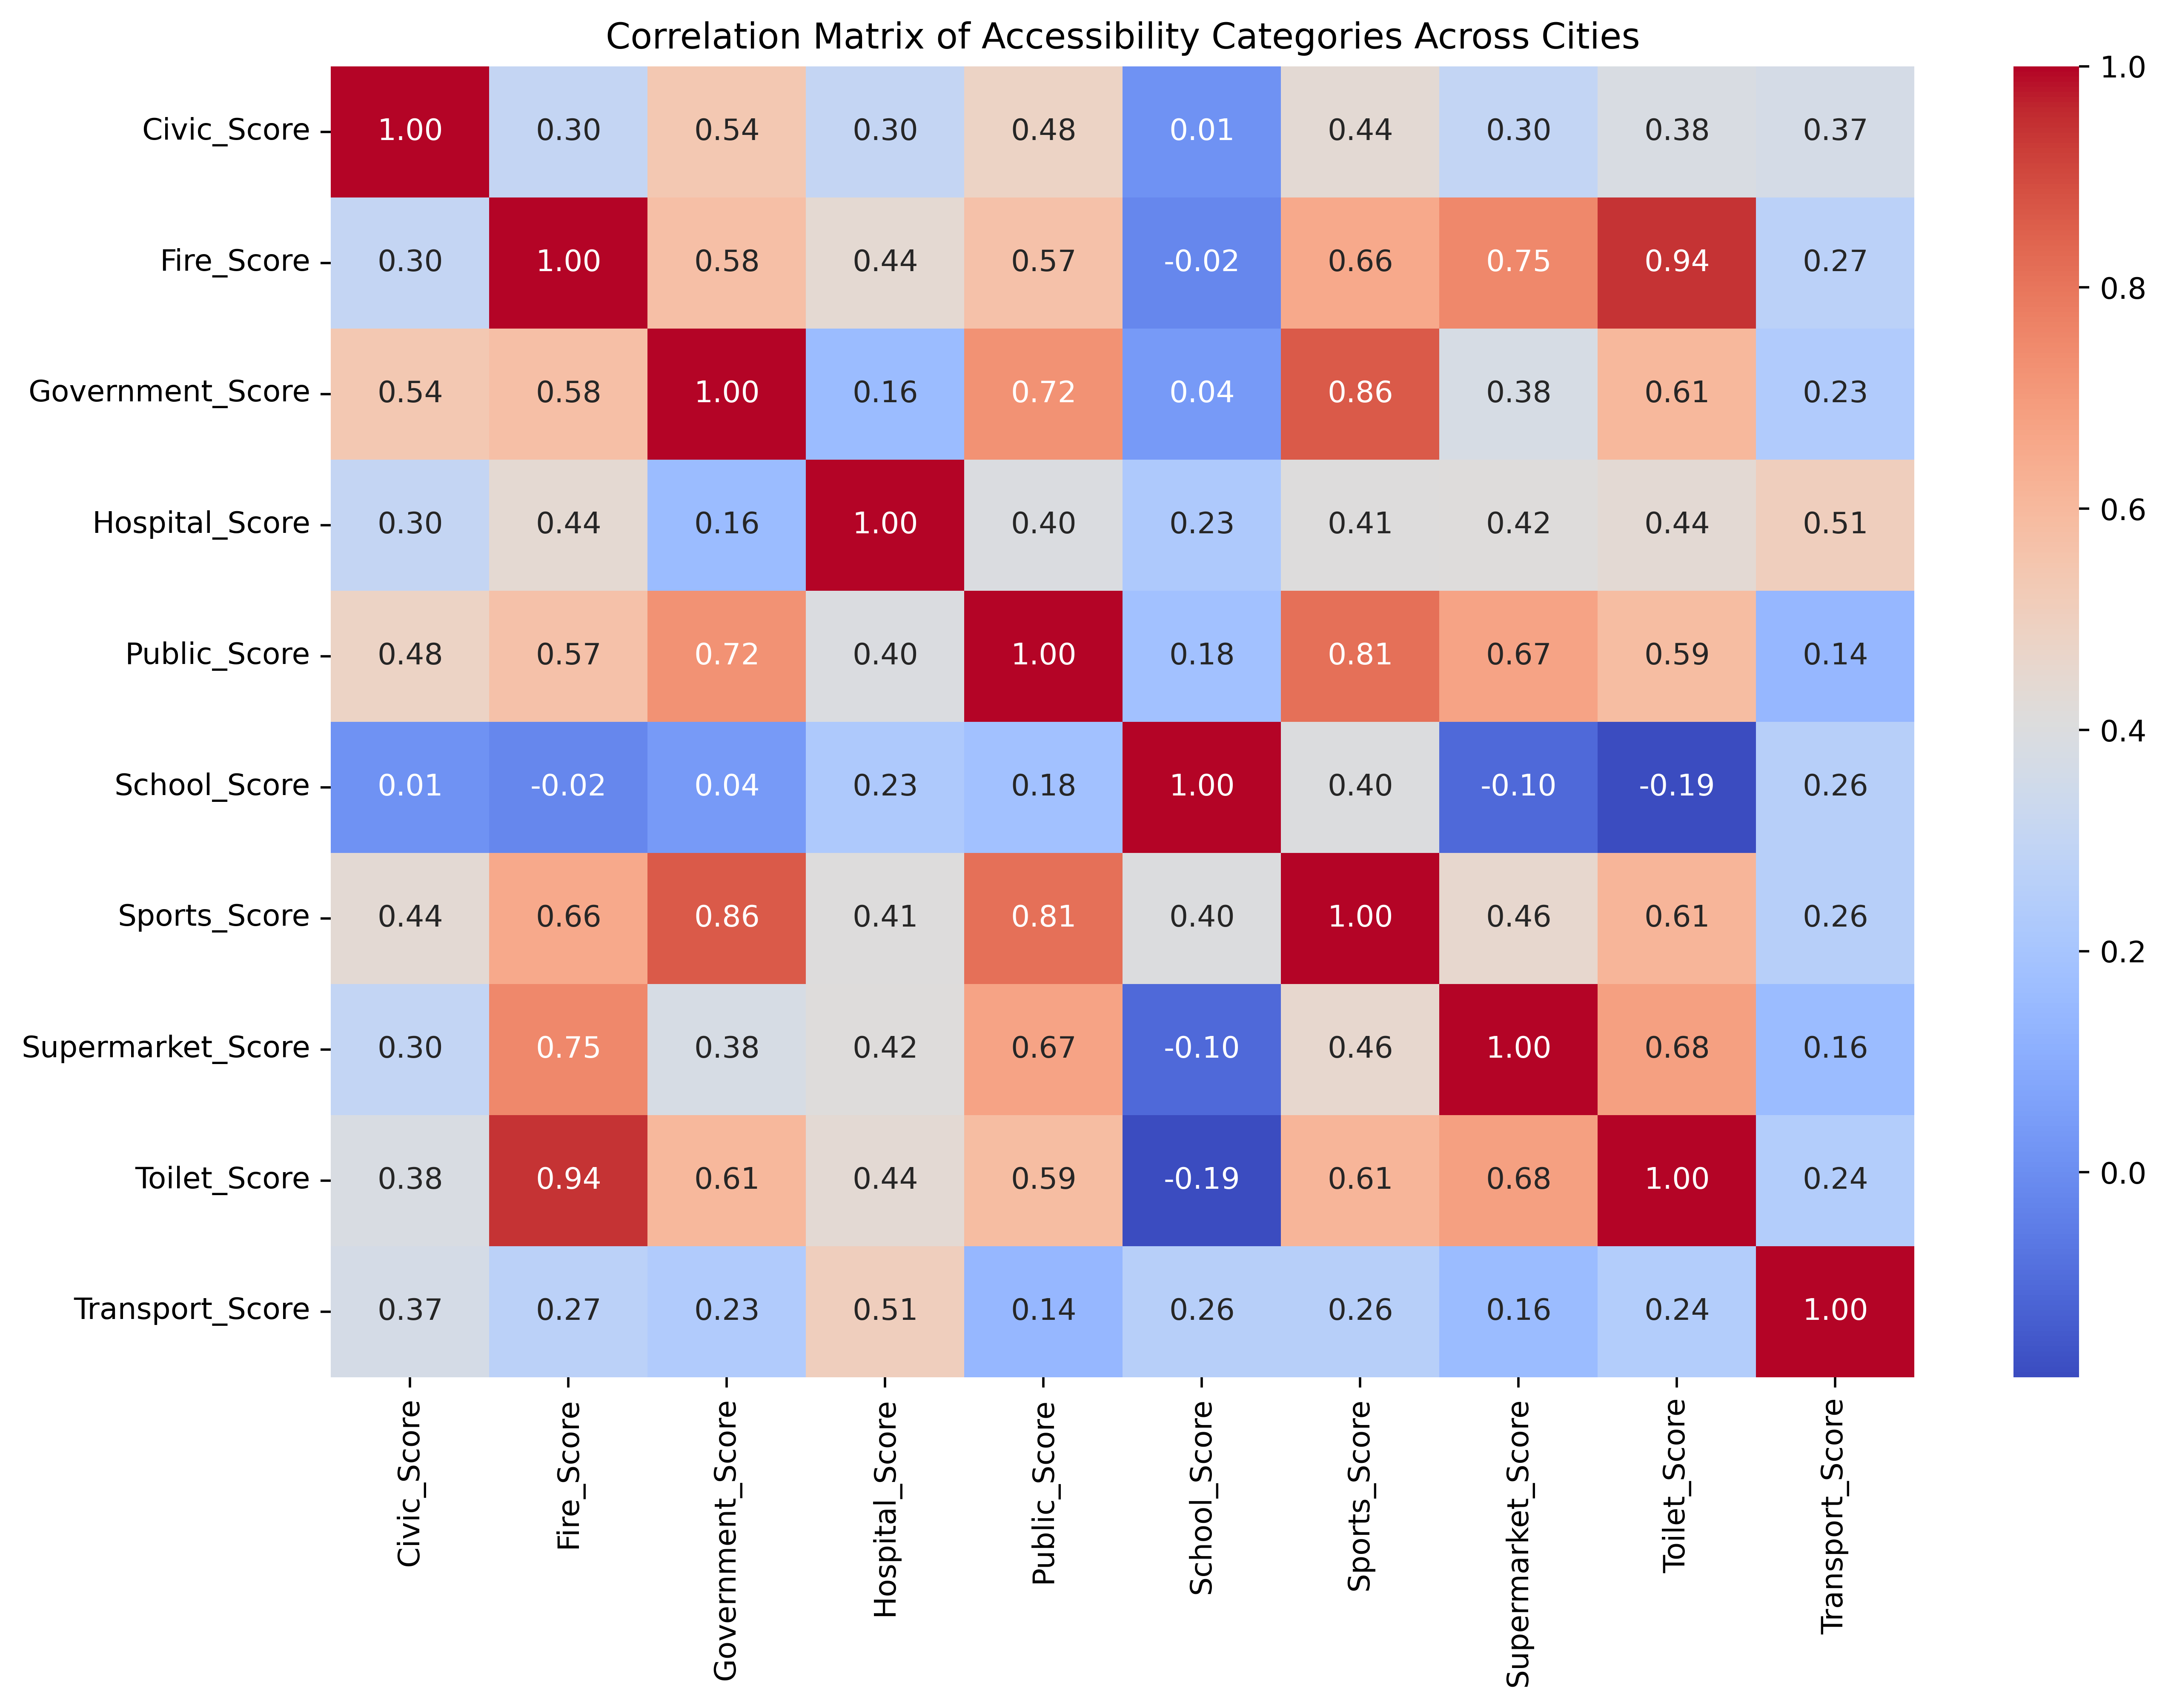 Correlation Matrix of Accessibility Categories Across Cities
Civic_Score 1.00 0.30 0.54 0.30 0.48 0.01 0.44 0.30 0.38 0.37
Fire_Score 0.30 1.00 0.58 0.44 0.57 -0.02 0.66 0.75 0.94 0.27
Government_Score 0.54 0.58 1.00 0.16 0.72 0.04 0.86 0.38 0.61 0.23
Hospital_Score 0.30 0.44 0.16 1.00 0.40 0.23 0.41 0.42 0.44 0.51
Public_Score 0.48 0.57 0.72 0.40 1.00 0.18 0.81 0.67 0.59 0.14
School_Score 0.01 -0.02 0.04 0.23 0.18 1.00 0.40 -0.10 -0.19 0.26
Sports_Score 0.44 0.66 0.86 0.41 0.81 0.40 1.00 0.46 0.61 0.26
Supermarket_Score 0.30 0.75 0.38 0.42 0.67 -0.10 0.46 1.00 0.68 0.16
Toilet_Score 0.38 0.94 0.61 0.44 0.59 -0.19 0.61 0.68 1.00 0.24
Transport_Score 0.37 0.27 0.23 0.51 0.14 0.26 0.26 0.16 0.24 1.00
Civic_Score
Fire_Score
Government_Score
Hospital_Score
Public_Score
School_Score
Sports_Score
Supermarket_Score
Toilet_Score
Transport_Score
1.0
0.8
0.6
0.4
0.2
0.0